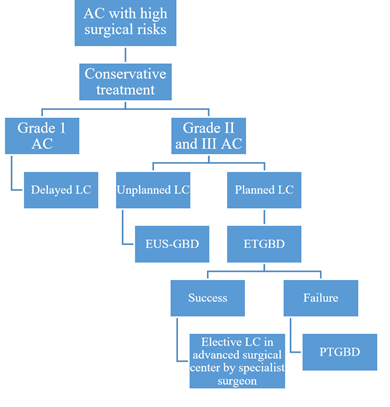 AC with high
surgical risks
Conservative
treatment
Grade 1
AC
Grade II
and III AC
Delayed LC
Unplanned LC
Planned LC
EUS-GBD
ETGBD
Success
Failure
Elective LC in
advanced surgical
center by specialist
surgeon
PTGBD